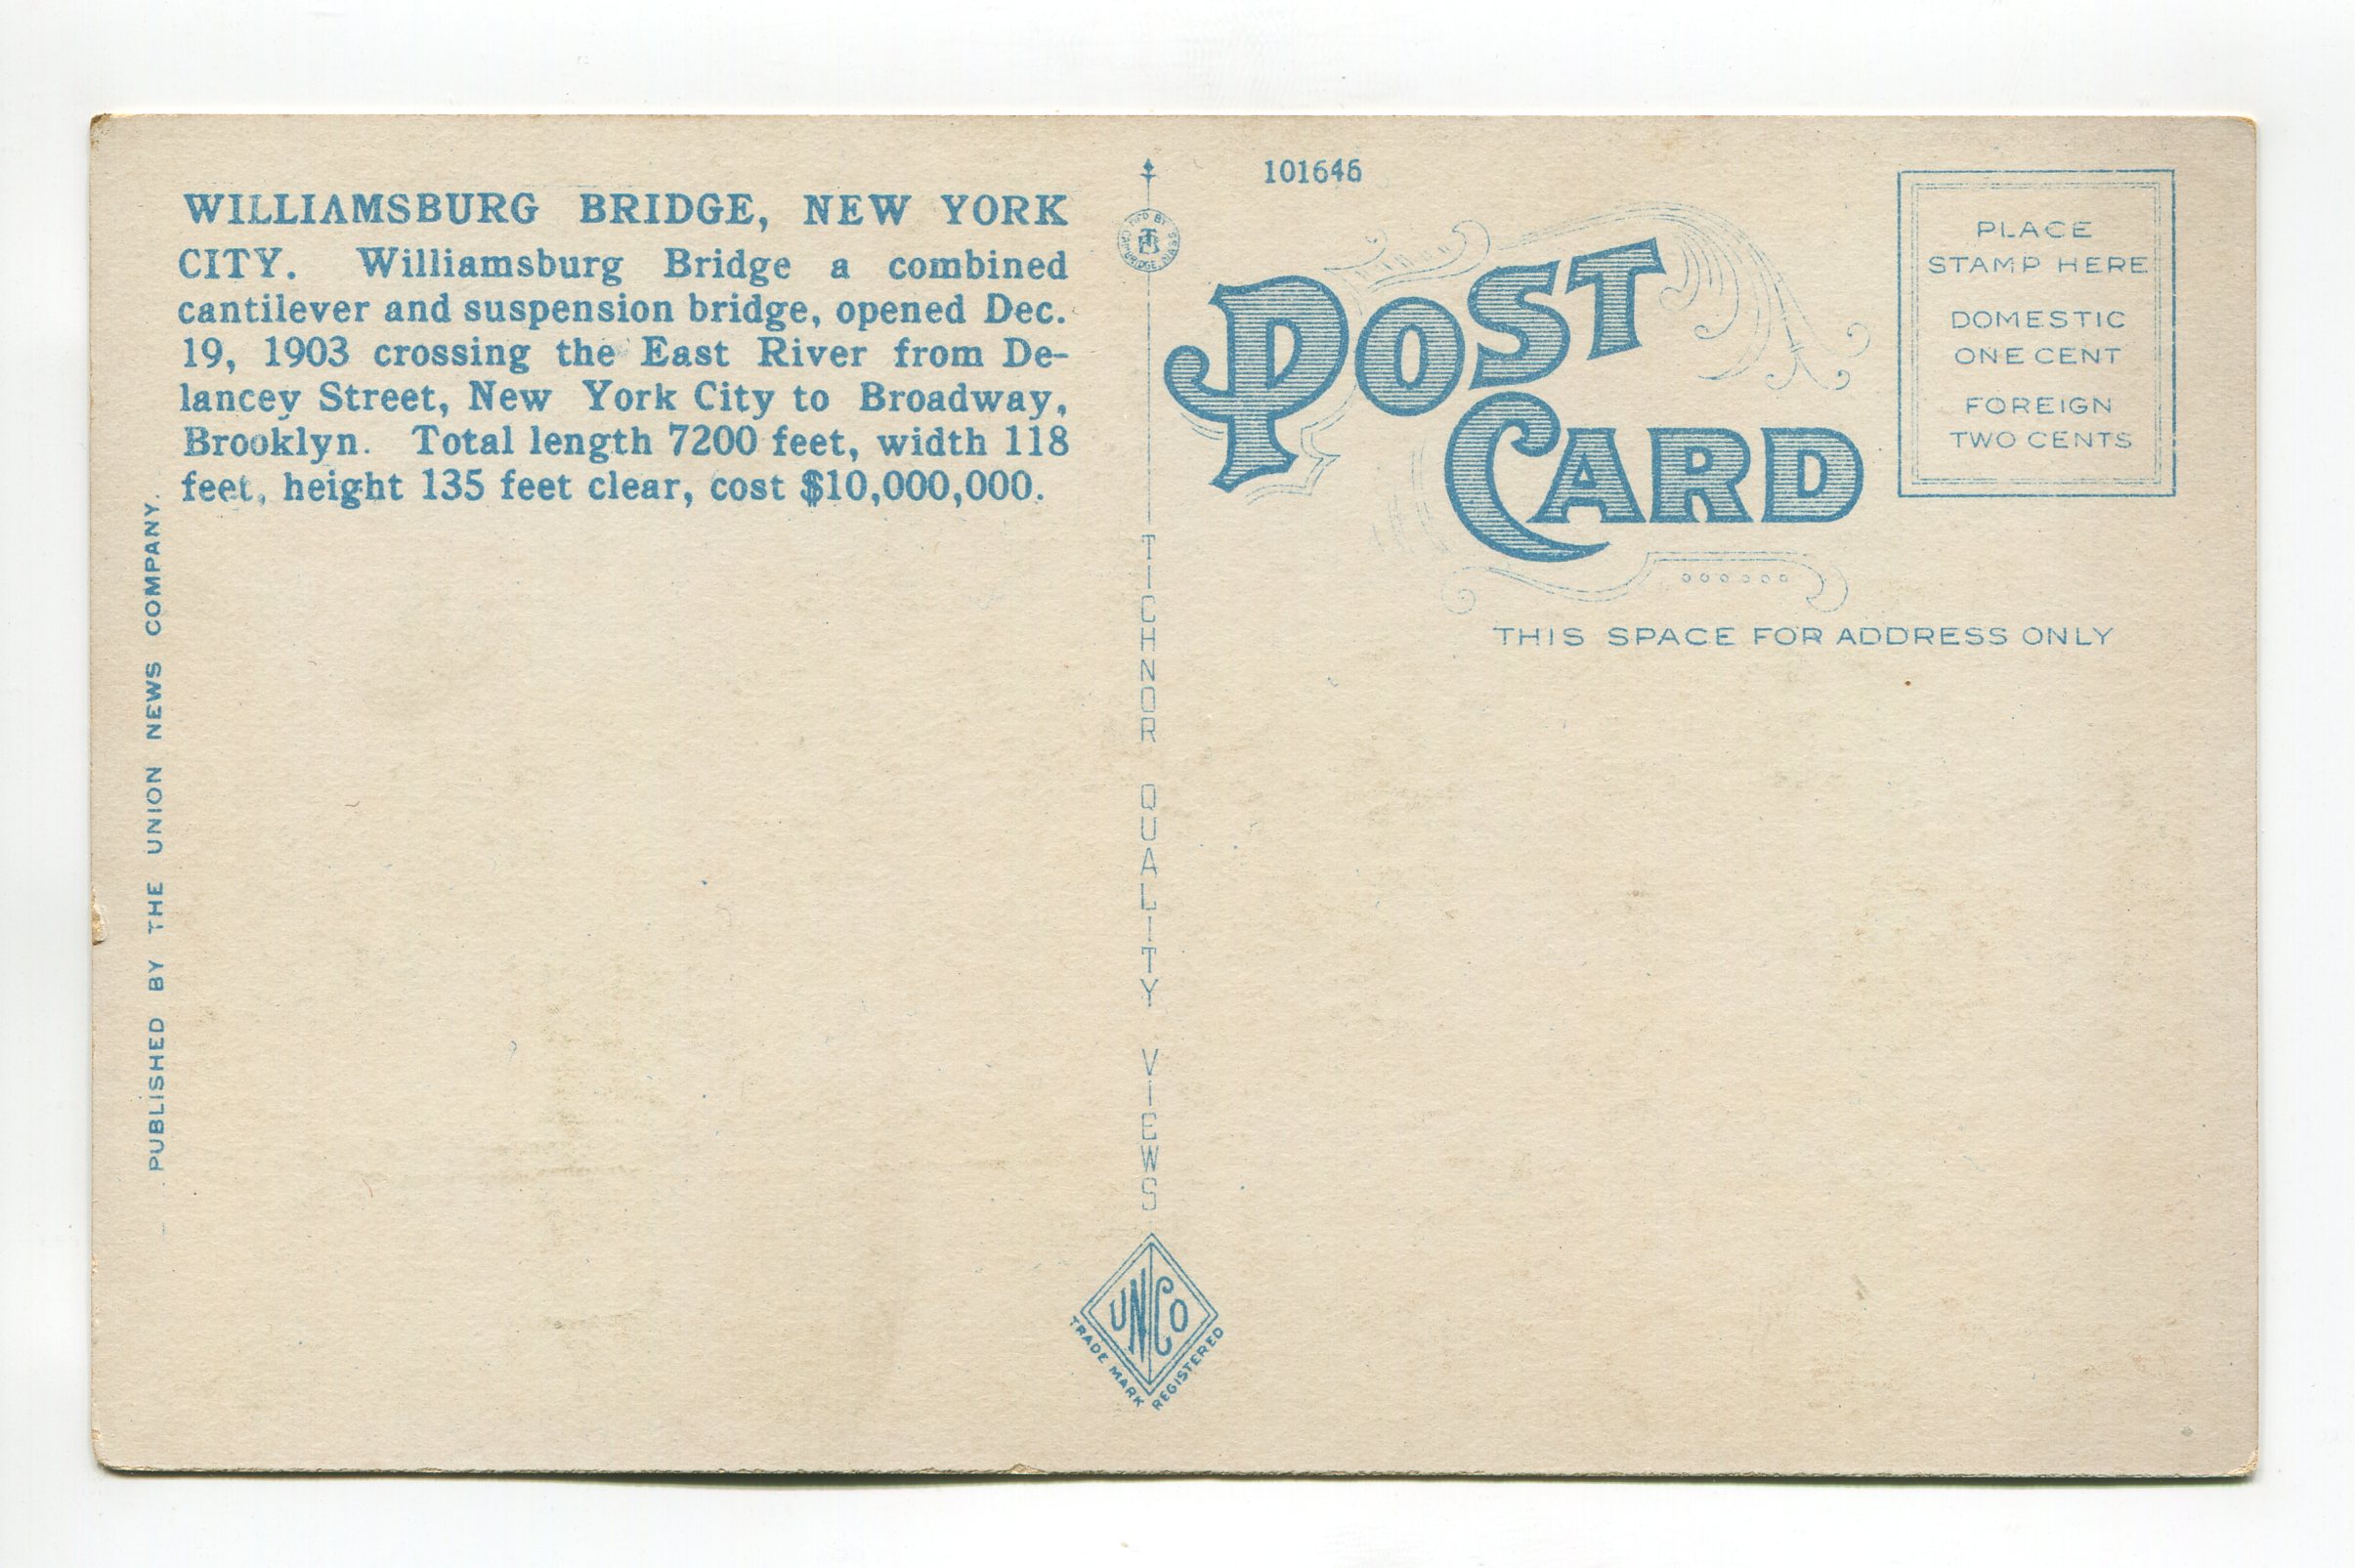 WILLIAMSBURG BRIDGE, NEW YORK
CITY. Williamsburg Bridge a combined
cantilever and suspension bridge, opened Dec.
19, 1903 crossing the East River from De-
lancey Street, New York City to Broadway,
Brooklyn. Total length 7200 feet, width 118
feet, height 135 feet clear, cost $10,000,000.
PUBLISHED BY THE UNION NEWS COMPANY.
TICHNOR QUALITY VIEWS
UNCO
TRADE MARK REGISTERED
101646
POST
CARD
PLACE
STAMP HERE
DOMESTIC
ONE CENT
FOREIGN
TWO CENTS
THIS SPACE FOR ADDRESS ONLY